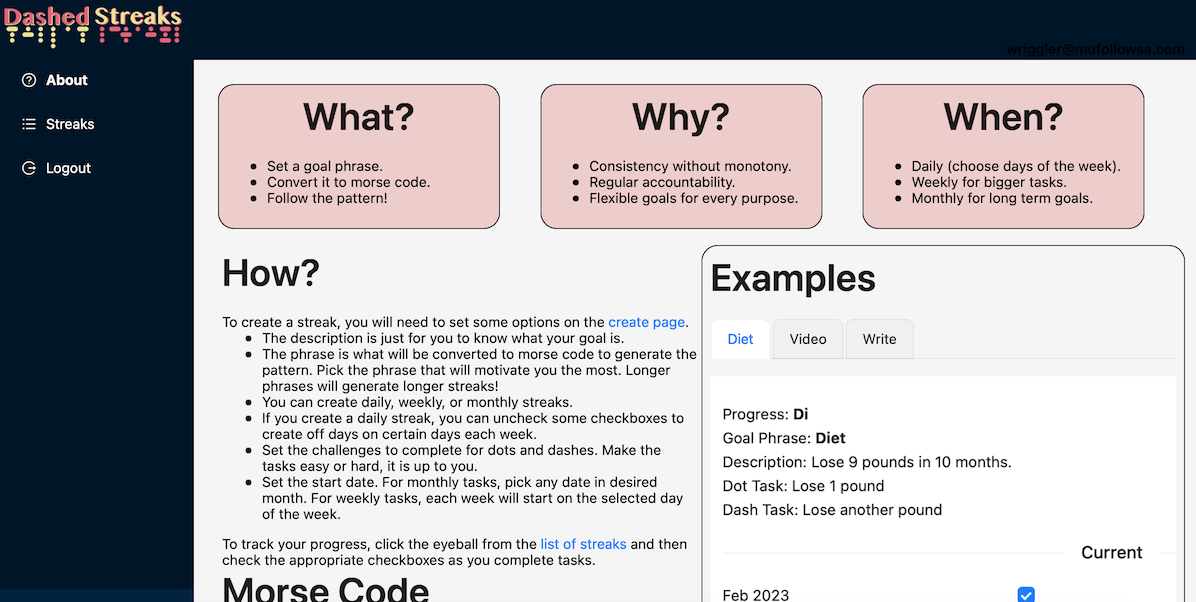 Dashed Streaks
wriggler@mufollowsa.com
About
Streaks
Logout
What?
Set a goal phrase.
Convert it to morse code.
Follow the pattern!
Why?
Consistency without monotony.
Regular accountability.
Flexible goals for every purpose.
When?
Daily (choose days of the week).
Weekly for bigger tasks.
Monthly for long term goals.
How?
To create a streak, you will need to set some options on the create page.
The description is just for you to know what your goal is.
The phrase is what will be converted to morse code to generate the
pattern. Pick the phrase that will motivate you the most. Longer
phrases will generate longer streaks!
You can create daily, weekly, or monthly streaks.
If you create a daily streak, you can uncheck some checkboxes to
create off days on certain days each week.
Set the challenges to complete for dots and dashes. Make the
tasks easy or hard, it is up to you.
Set the start date. For monthly tasks, pick any date in desired
month. For weekly tasks, each week will start on the selected day
of the week.
To track your progress, click the eyeball from the list of streaks and then
check the appropriate checkboxes as you complete tasks.
Morse Code
Examples
Diet
Video
Write
Progress: Di
Goal Phrase: Diet
Description: Lose 9 pounds in 10 months.
Dot Task: Lose 1 pound
Dash Task: Lose another pound
Current
Feb 2023